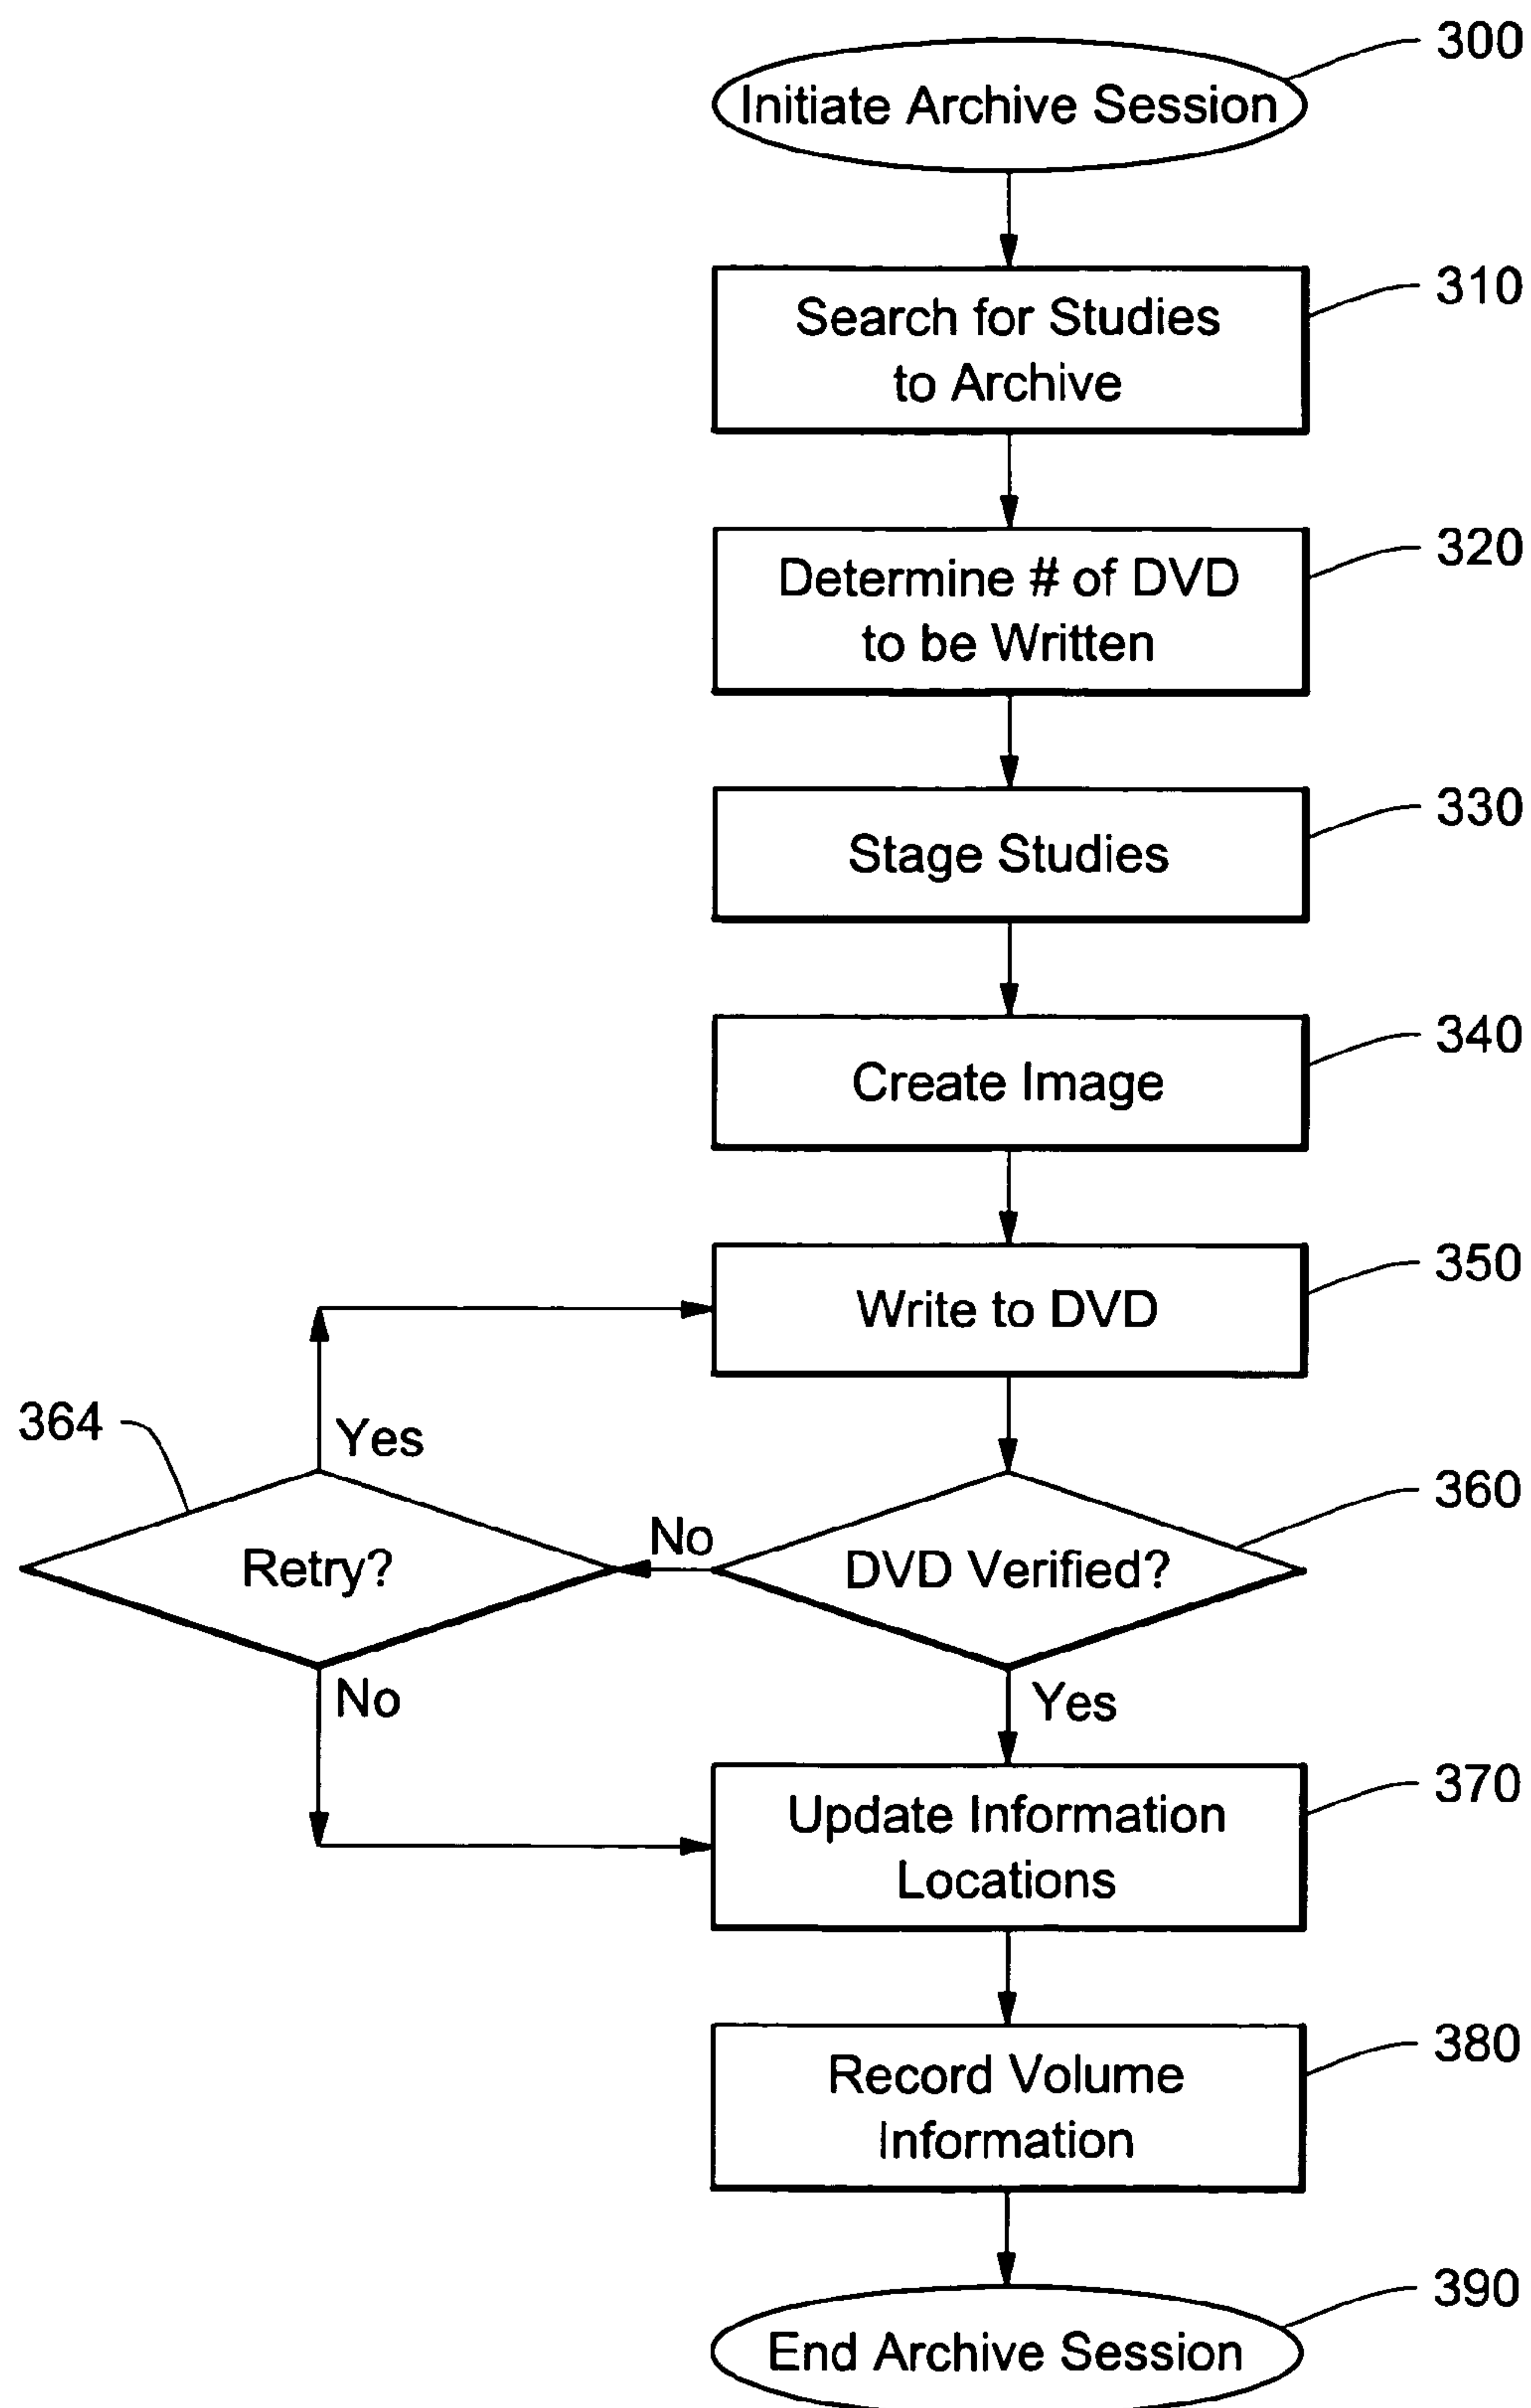 300
Initiate Archive Session
310
Search for Studies
to Archive
320
Determine # of DVD
to be Written
330
Stage Studies
340
Create Image
350
Write to DVD
364
Yes
360
No
Retry?
DVD Verified?
No
Yes
370
Update Information
Locations
380
Record Volume
Information
390
End Archive Session